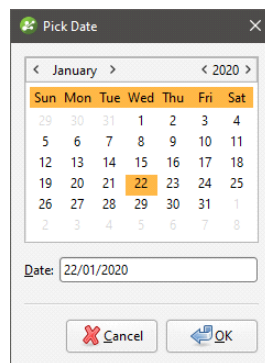 Pick Date
< January > < 2020 >
Sun Mon Tue Wed Thu Fri Sat
29 30 31 1 2 3 4
5 6 7 8 9 10 11
12 13 14 15 16 17 18
19 20 21 22 23 24 25
26 27 28 29 30 31 1
2 3 4 5 6 7 8
Date: 22/01/2020
Cancel OK